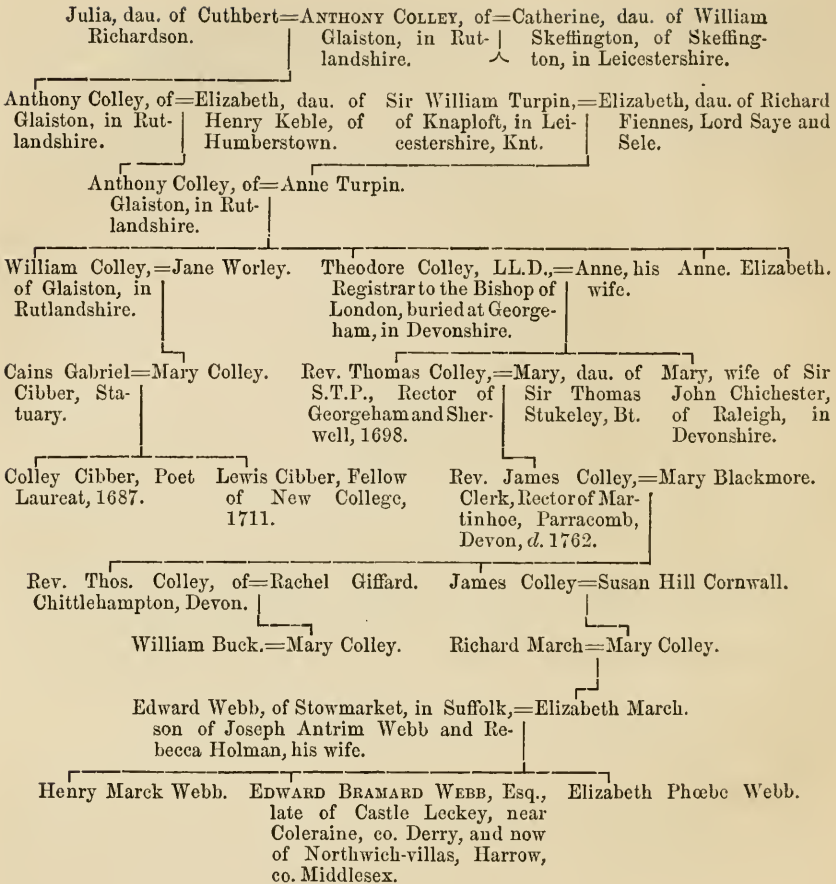 Julia, dau. of Cuthbert=ANTHONY COLLEY, of=Catherine, dau. of William
Richardson. Glaiston, in Rut- Skeffington, of Skeffing-
landshire. ton, in Leicestershire.
Anthony Colley, of=Elizabeth, dau. of Sir William Turpin,=Elizabeth, dau. of Richard
Glaiston, in Rut- Henry Keble, of of Knaploft, in Lei- Fiennes, Lord Saye and
landshire. Humberstown. cestershire, Knt. Sele.
Anthony Colley, of=Anne Turpin.
Glaiston, in Rut-
landshire.
William Colley,=Jane Worley. Theodore Colley, LL.D.,=Anne, his Anne. Elizabeth.
of Glaiston, in Registrar to the Bishop of wife.
Rutlandshire. London, buried at George-
ham, in Devonshire.
Cains Gabriel=Mary Colley. Rev. Thomas Colley,=Mary, dau. of Mary, wife of Sir
Cibber, Sta- S.T.P., Rector of Sir Thomas John Chichester,
tuary. Georgeham and Sher- Stukeley, Bt. of Raleigh, in
well, 1698. Devonshire.
Colley Cibber, Poet Lewis Cibber, Fellow Rev. James Colley,=Mary Blackmore.
Laureat, 1687. of New College, Clerk, Rector of Mar-
1711. tinhoe, Parracomb,
Devon, d. 1762.
Rev. Thos. Colley, of=Rachel Giffard. James Colley=Susan Hill Cornwall.
Chittlehampton, Devon.
William Buck.=Mary Colley. Richard March=Mary Colley.
Edward Webb, of Stowmarket, in Suffolk,=Elizabeth March.
son of Joseph Antrim Webb and Re-
becca Holman, his wife.
Henry Marck Webb. EDWARD BRAMARD WEBB, Esq., Elizabeth Phœbe Webb.
late of Castle Leckey, near
Coleraine, co. Derry, and now
of Northwich-villas, Harrow,
co. Middlesex.